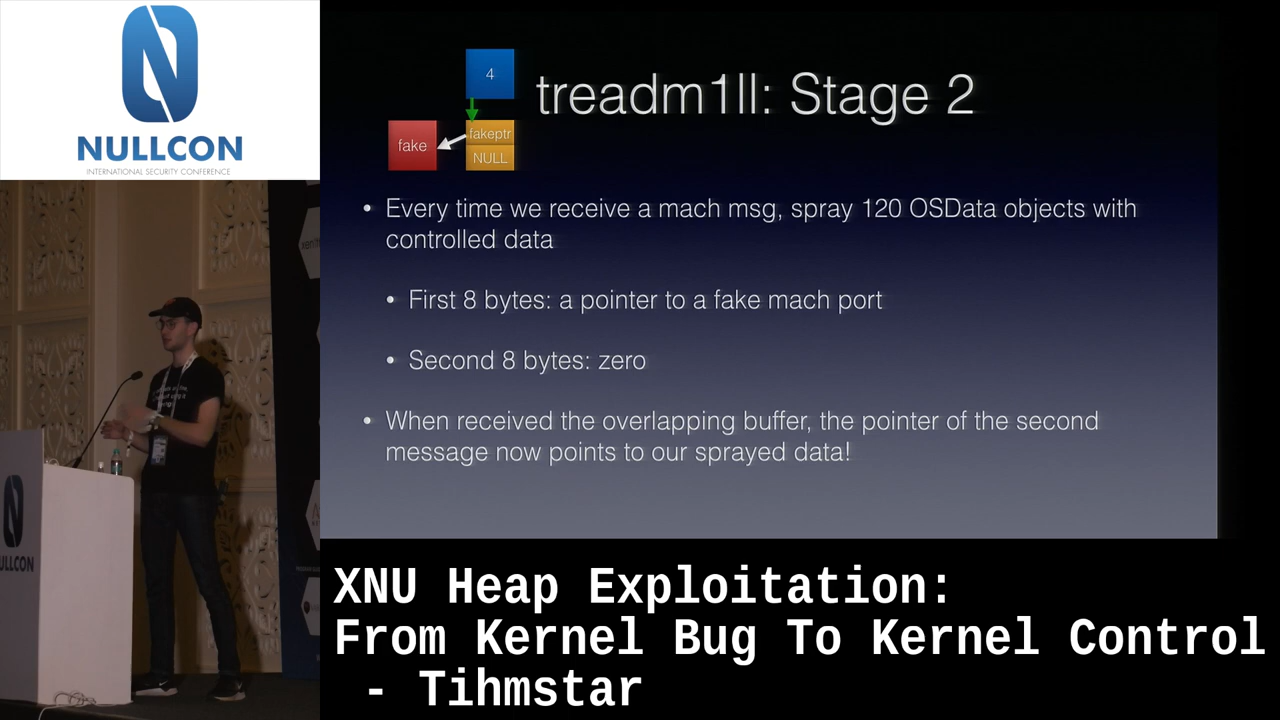 NULLCON
INTERNATIONAL SECURITY CONFERENCE
4
treadm1ll: Stage 2
fake
fakeptr
NULL
• Every time we receive a mach msg, spray 120 OSData objects with
controlled data
• First 8 bytes: a pointer to a fake mach port
• Second 8 bytes: zero
• When received the overlapping buffer, the pointer of the second
message now points to our sprayed data!
XNU Heap Exploitation:
From Kernel Bug To Kernel Control
- Tihmstar